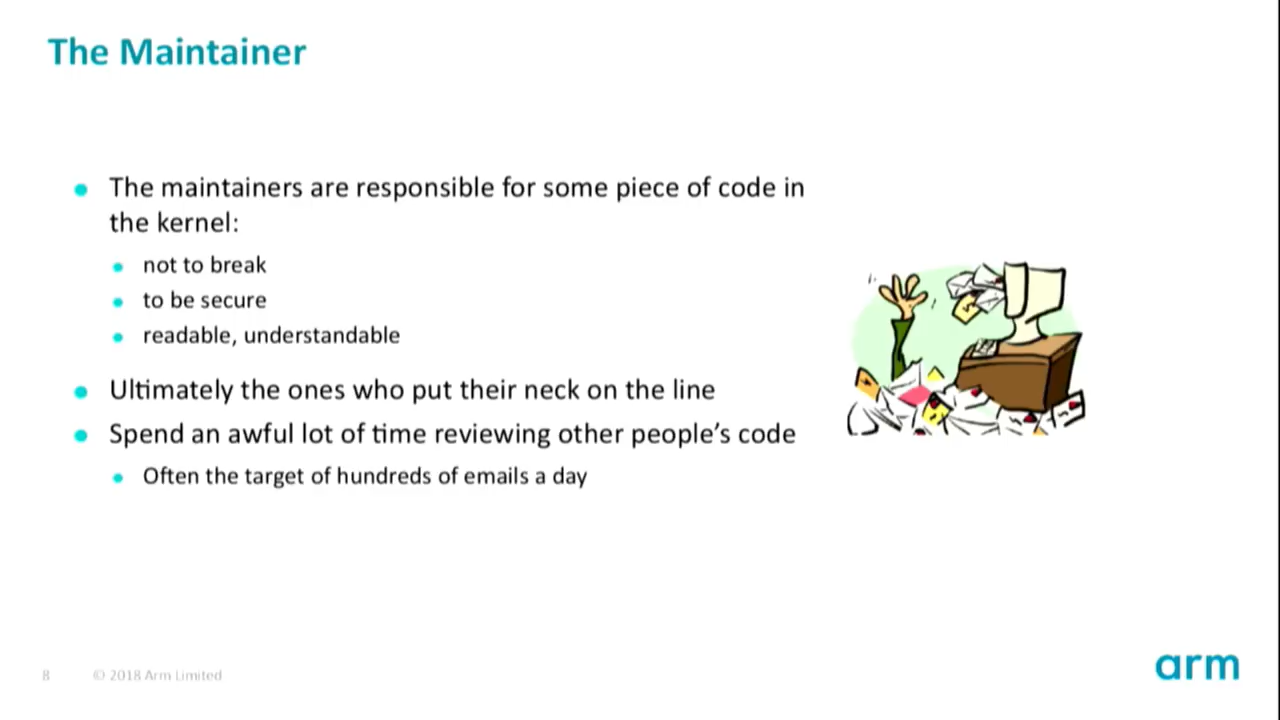 The Maintainer
The maintainers are responsible for some piece of code in
the kernel:
not to break
to be secure
readable, understandable
Ultimately the ones who put their neck on the line
Spend an awful lot of time reviewing other people’s code
Often the target of hundreds of emails a day
8 © 2018 Arm Limited
arm